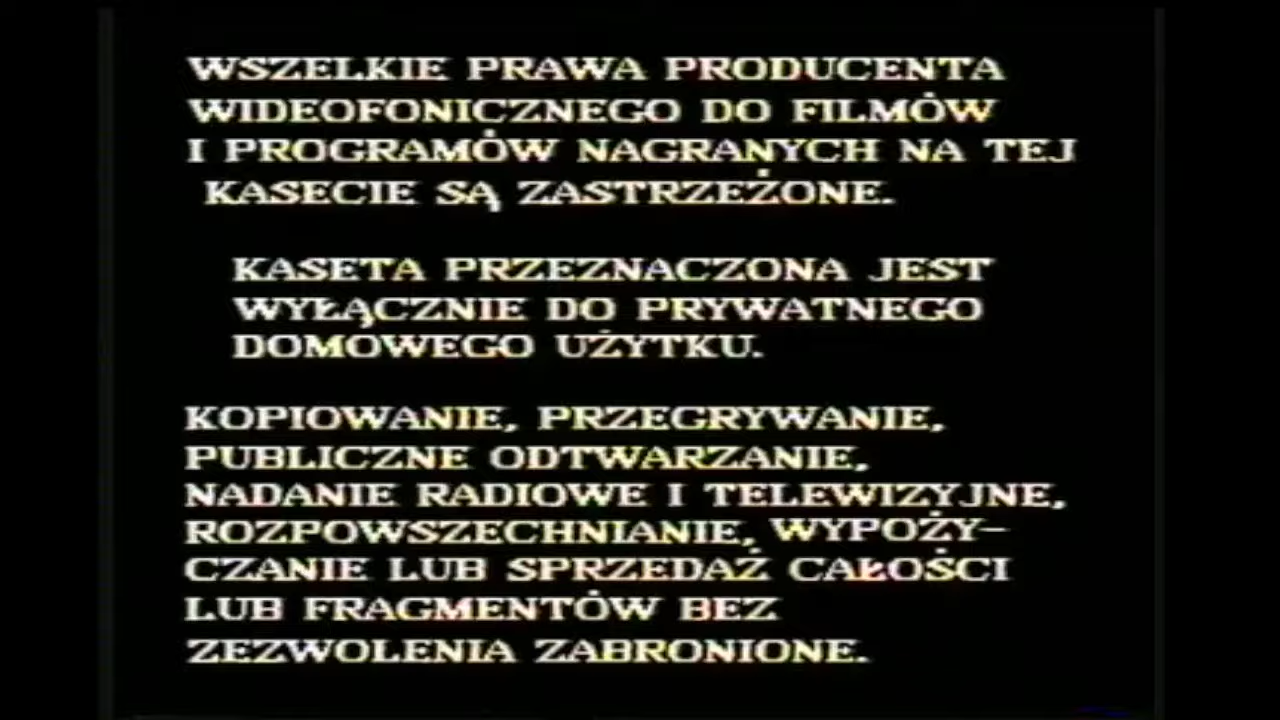 WSZELKIE PRAWA PRODUCENTA
WIDEOFONICZNEGO DO FILMÓW
I PROGRAMÓW NAGRANYCH NA TEJ
KASECIE SĄ ZASTRZEŻONE.
KASETA PRZEZNACZONA JEST
WYŁĄCZNIE DO PRYWATNEGO
DOMOWEGO UŻYTKU.
KOPIOWANIE, PRZEGRYWANIE,
PUBLICZNE ODTWARZANIE,
NADANIE RADIOWE I TELEWIZYJNE,
ROZPOWSZECHNIANIE, WYPOŻY-
CZANIE LUB SPRZEDAŻ CAŁOŚCI
LUB FRAGMENTÓW BEZ
ZEZWOLENIA ZABRONIONE.